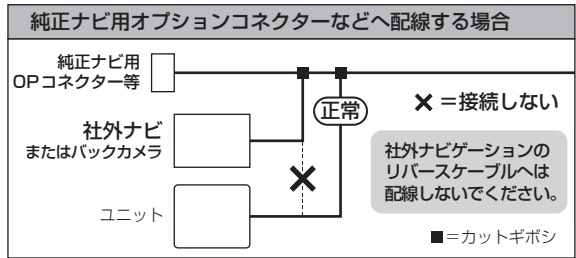 純正ナビ用オプションコネクターなどへ配線する場合
純正ナビ用
OPコネクター等
正常
✕＝接続しない
社外ナビ
またはバックカメラ
社外ナビゲーションの
リバースケーブルへは
配線しないでください。
ユニット
■＝カットギボシ